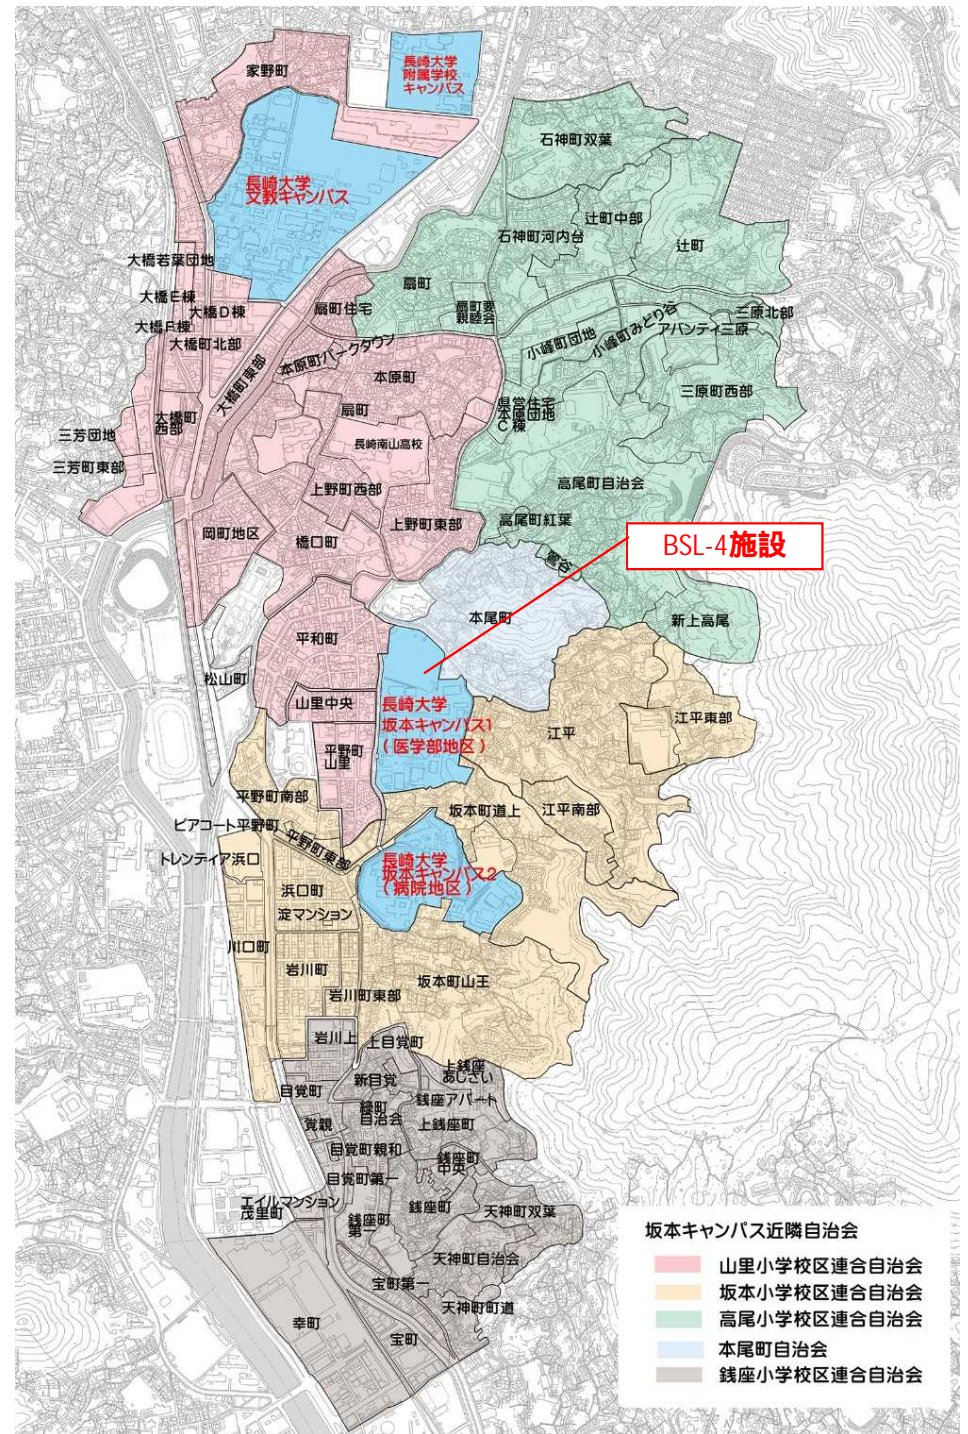 家野町
長崎大学
附属学校
キャンパス
石神町双葉
長崎大学
文教キャンパス
辻町中部
石神町河内台
辻町
大橋若葉団地
扇町
大橋E棟
扇町住宅
扇町要
親睦会
大橋D棟
三原北部
大橋F棟
小峰町みどり谷
アバンティ三原
大橋町北部
小峰町団地
本原町パークタウン
大橋町東部
本原町
三原町西部
県営住宅
本原団地
C棟
扇町
大橋町
西部
三芳団地
長崎南山高校
三芳町東部
高尾町自治会
上野町西部
高尾町紅葉
上野町東部
岡町地区
橋口町
BSL-4施設
鶯谷
本尾町
新上高尾
平和町
松山町
山里中央
長崎大学
坂本キャンパス1
(医学部地区)
江平東部
江平
平野町
山里
平野町南部
坂本町道上
江平南部
ピアコート平野町
平野町東部
トレンディア浜口
長崎大学
坂本キャンパス2
(病院地区)
浜口町
淀マンション
川口町
岩川町
坂本町山王
岩川町東部
岩川上
上目覚町
上銭座
あじさい
新目覚
目覚町
銭座アパート
緑町
自治会
覚親
上銭座町
目覚町親和
銭座町
中央
目覚町第一
エイルマンション
茂里町
銭座町
天神町双葉
銭座町
第一
天神町自治会
宝町第一
天神町町道
幸町
宝町
坂本キャンパス近隣自治会
山里小学校区連合自治会
坂本小学校区連合自治会
高尾小学校区連合自治会
本尾町自治会
銭座小学校区連合自治会